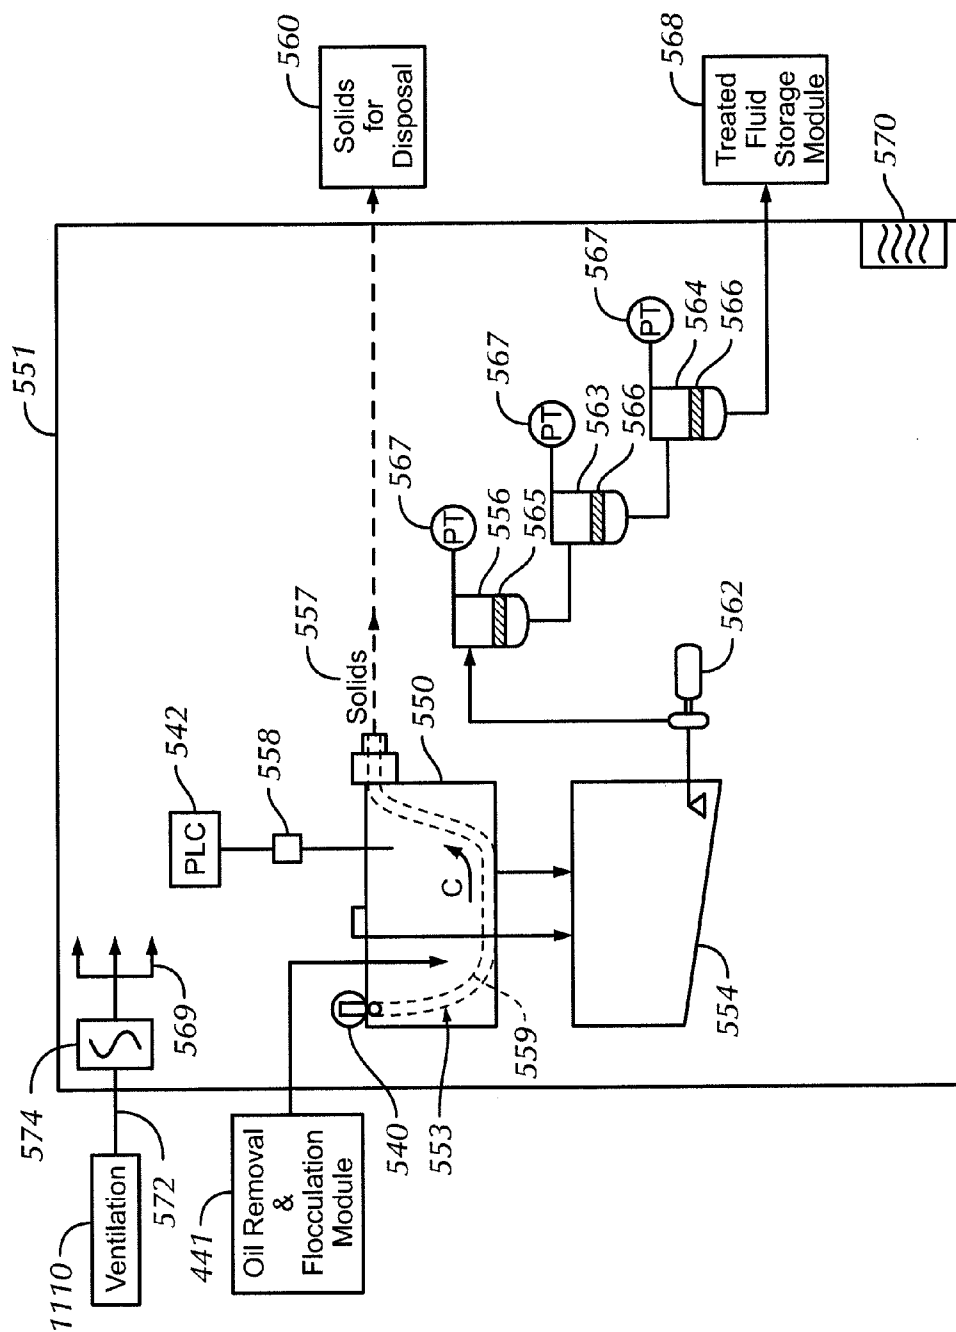 1110
574
551
Ventilation
572
569
542
PLC
441
Oil Removal
&
Flocculation
Module
558
560
Solids
for
Disposal
557
Solids
540
550
C
553
559
567
PT
556
565
567
PT
563
566
567
PT
564
566
554
562
568
Treated
Fluid
Storage
Module
570